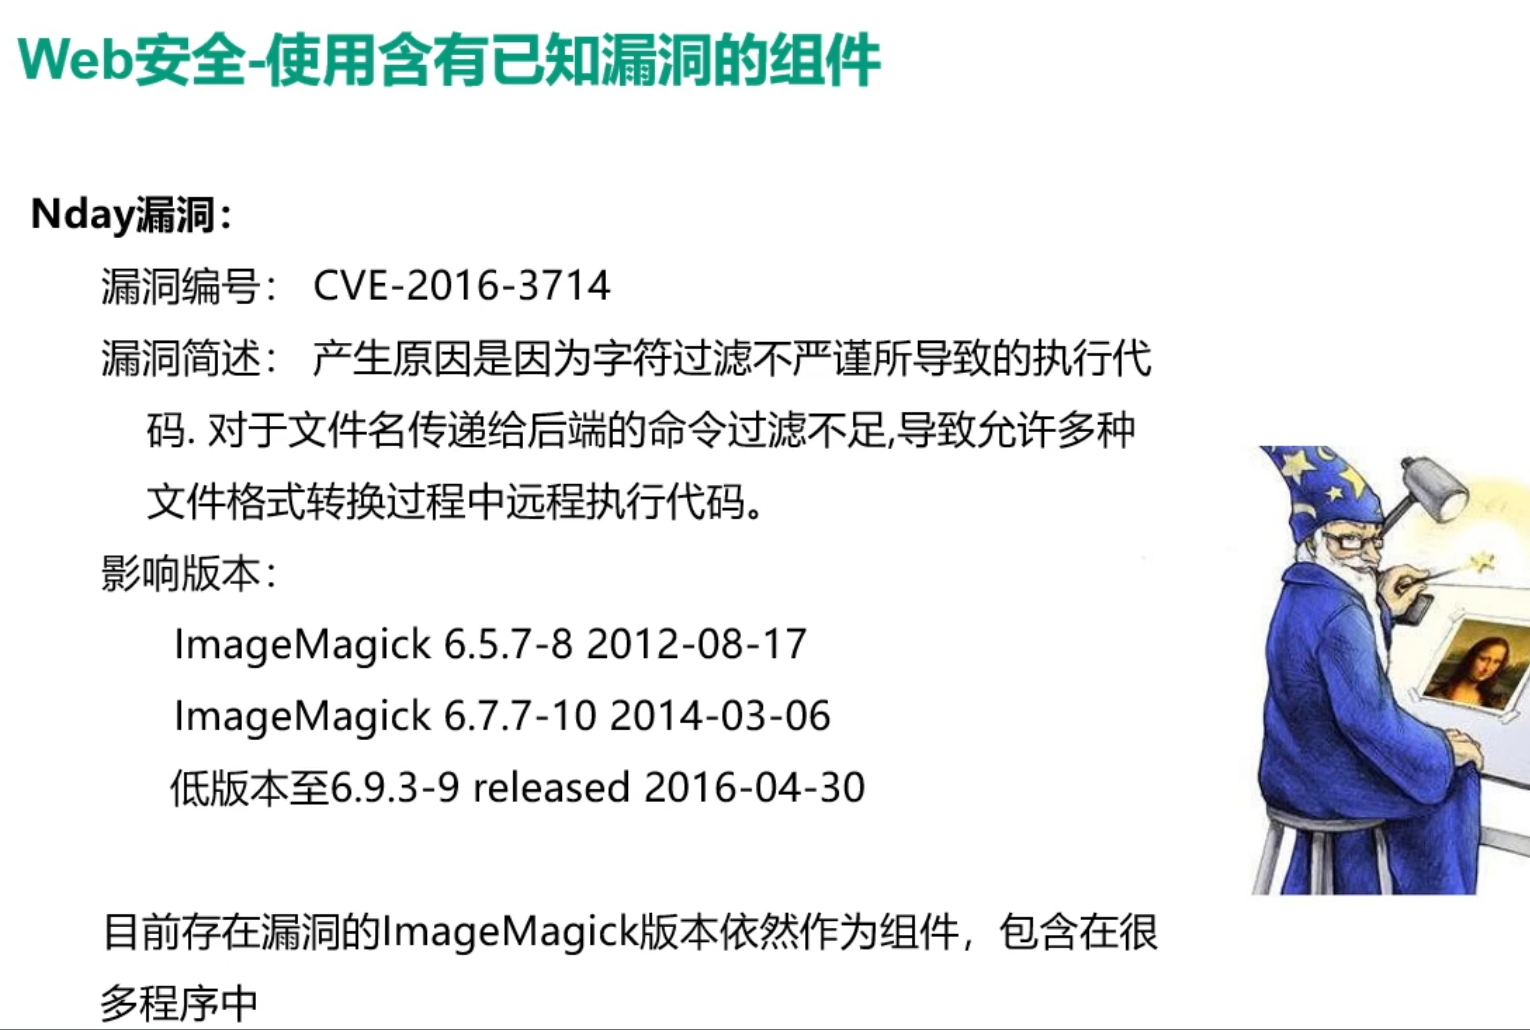 Web安全-使用含有已知漏洞的组件
Nday漏洞：
漏洞编号： CVE-2016-3714
漏洞简述： 产生原因是因为字符过滤不严谨所导致的执行代
码. 对于文件名传递给后端的命令过滤不足,导致允许多种
文件格式转换过程中远程执行代码。
影响版本：
ImageMagick 6.5.7-8 2012-08-17
ImageMagick 6.7.7-10 2014-03-06
低版本至6.9.3-9 released 2016-04-30
目前存在漏洞的ImageMagick版本依然作为组件，包含在很
多程序中